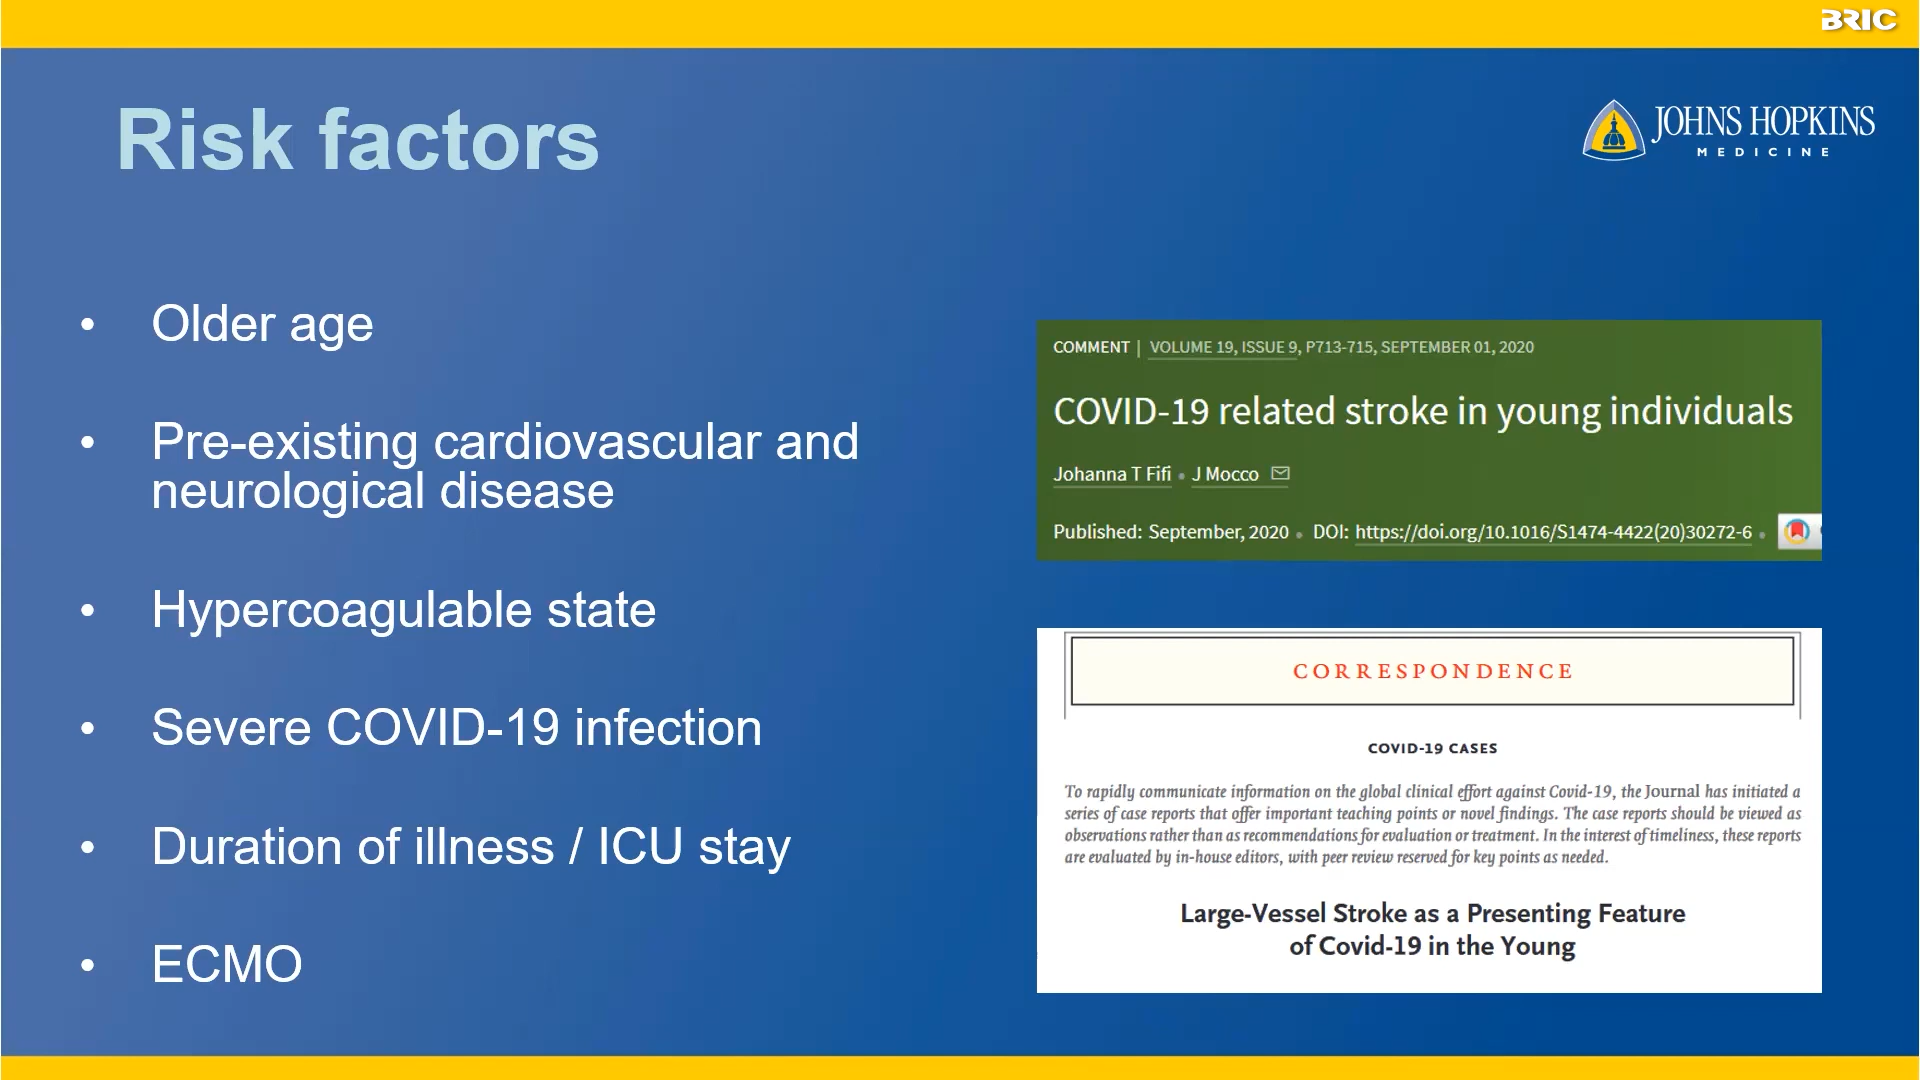 BRIC
Risk factors
JOHNS HOPKINS
MEDICINE
• Older age
• Pre-existing cardiovascular and
neurological disease
• Hypercoagulable state
• Severe COVID-19 infection
• Duration of illness / ICU stay
• ECMO
COMMENT | VOLUME 19, ISSUE 9, P713-715, SEPTEMBER 01, 2020
COVID-19 related stroke in young individuals
Johanna T Fifi • J Mocco
Published: September, 2020 • DOI: https://doi.org/10.1016/S1474-4422(20)30272-6 •
CORRESPONDENCE
COVID-19 CASES
To rapidly communicate information on the global clinical effort against Covid-19, the Journal has initiated a
series of case reports that offer important teaching points or novel findings. The case reports should be viewed as
observations rather than as recommendations for evaluation or treatment. In the interest of timeliness, these reports
are evaluated by in-house editors, with peer review reserved for key points as needed.
Large-Vessel Stroke as a Presenting Feature
of Covid-19 in the Young